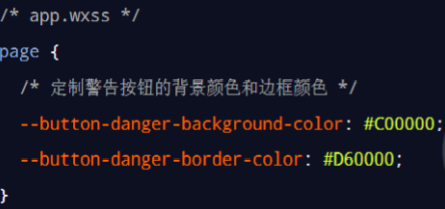 /* app.wxss */
page {
/* 定制警告按钮的背景颜色和边框颜色 */
--button-danger-background-color: #C00000;
--button-danger-border-color: #D60000;
}